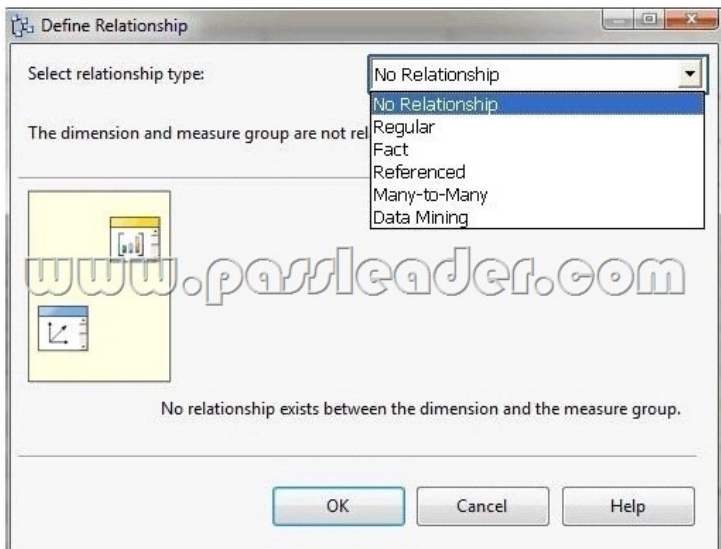 Define Relationship
Select relationship type:
No Relationship
No Relationship
Regular
Fact
Referenced
Many-to-Many
Data Mining
The dimension and measure group are not rel
www.passleader.com
No relationship exists between the dimension and the measure group.
OK
Cancel
Help